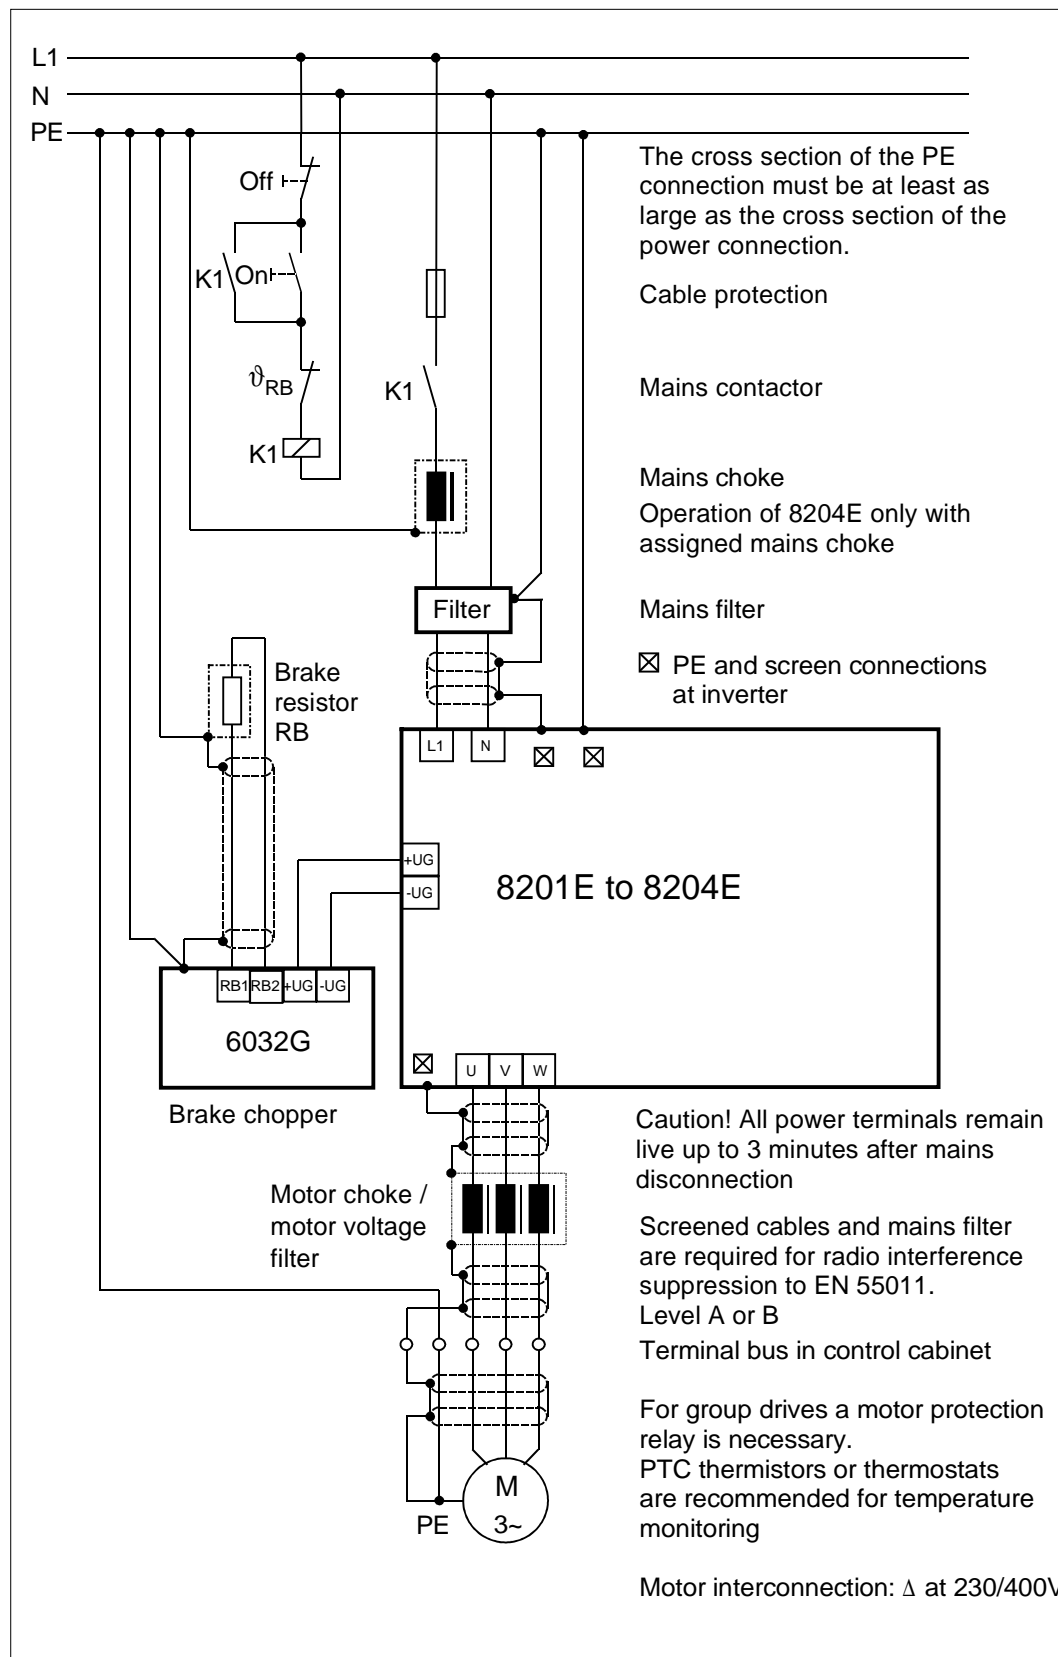 L1
N
PE
The cross section of the PE
connection must be at least as
large as the cross section of the
power connection.
Off
K1
On
Cable protection
ϑRB
K1
Mains contactor
K1
Mains choke
Operation of 8204E only with
assigned mains choke
Filter
Mains filter
PE and screen connections
at inverter
Brake
resistor
RB
L1
N
+UG
-UG
8201E to 8204E
RB1
RB2
+UG
-UG
6032G
Brake chopper
U
V
W
Caution! All power terminals remain
live up to 3 minutes after mains
disconnection
Motor choke /
motor voltage
filter
Screened cables and mains filter
are required for radio interference
suppression to EN 55011.
Level A or B
Terminal bus in control cabinet
For group drives a motor protection
relay is necessary.
PTC thermistors or thermostats
are recommended for temperature
monitoring
M
3~
PE
Motor interconnection: Δ at 230/400V